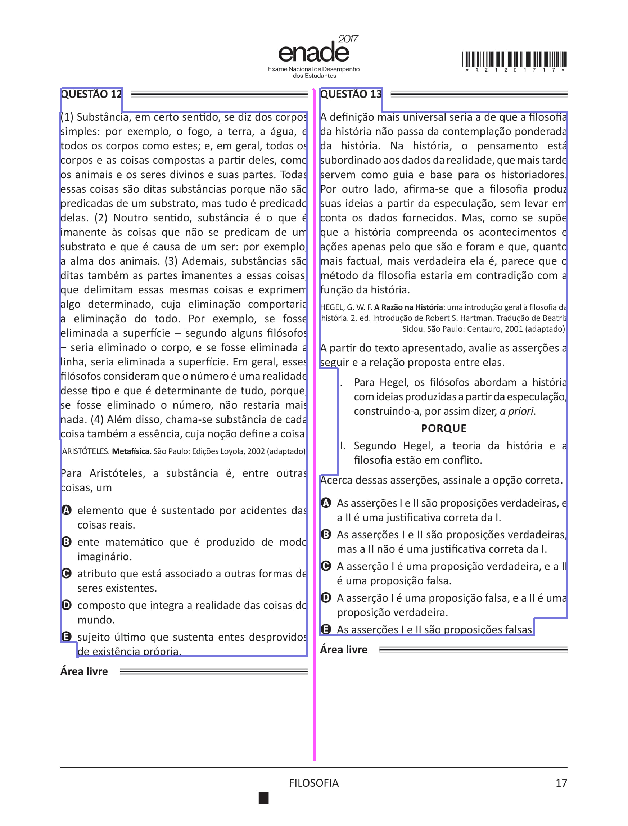 2017
enade
Exame Nacional de Desempenho
dos Estudantes
*R21201717*
QUESTÃO 12
(1) Substância, em certo sentido, se diz dos corpos
simples: por exemplo, o fogo, a terra, a água, e
todos os corpos como estes; e, em geral, todos os
corpos e as coisas compostas a partir deles, como
os animais e os seres divinos e suas partes. Todas
essas coisas são ditas substâncias porque não são
predicadas de um substrato, mas tudo é predicado
delas. (2) Noutro sentido, substância é o que é
imanente às coisas que não se predicam de um
substrato e que é causa de um ser: por exemplo,
a alma dos animais. (3) Ademais, substâncias são
ditas também as partes imanentes a essas coisas,
que delimitam essas mesmas coisas e exprimem
algo determinado, cuja eliminação comportaria
a eliminação do todo. Por exemplo, se fosse
eliminada a superfície – segundo alguns filósofos
– seria eliminado o corpo, e se fosse eliminada a
linha, seria eliminada a superfície. Em geral, esses
filósofos consideram que o número é uma realidade
desse tipo e que é determinante de tudo, porque,
se fosse eliminado o número, não restaria mais
nada. (4) Além disso, chama-se substância de cada
coisa também a essência, cuja noção define a coisa.
ARISTÓTELES. Metafísica. São Paulo: Edições Loyola, 2002 (adaptado).
Para Aristóteles, a substância é, entre outras
coisas, um
A elemento que é sustentado por acidentes das
coisas reais.
B ente matemático que é produzido de modo
imaginário.
C atributo que está associado a outras formas de
seres existentes.
D composto que integra a realidade das coisas do
mundo.
E sujeito último que sustenta entes desprovidos
de existência própria.
Área livre
QUESTÃO 13
A definição mais universal seria a de que a filosofia
da história não passa da contemplação ponderada
da história. Na história, o pensamento está
subordinado aos dados da realidade, que mais tarde
servem como guia e base para os historiadores.
Por outro lado, afirma-se que a filosofia produz
suas ideias a partir da especulação, sem levar em
conta os dados fornecidos. Mas, como se supõe
que a história compreenda os acontecimentos e
ações apenas pelo que são e foram e que, quanto
mais factual, mais verdadeira ela é, parece que o
método da filosofia estaria em contradição com a
função da história.
HEGEL, G. W. F. A Razão na História: uma introdução geral à filosofia da
história. 2. ed. Introdução de Robert S. Hartman. Tradução de Beatriz
Sidou. São Paulo: Centauro, 2001 (adaptado).
A partir do texto apresentado, avalie as asserções a
seguir e a relação proposta entre elas.
I. Para Hegel, os filósofos abordam a história
com ideias produzidas a partir da especulação,
construindo-a, por assim dizer, a priori.
PORQUE
II. Segundo Hegel, a teoria da história e a
filosofia estão em conflito.
Acerca dessas asserções, assinale a opção correta.
A As asserções I e II são proposições verdadeiras, e
a II é uma justificativa correta da I.
B As asserções I e II são proposições verdadeiras,
mas a II não é uma justificativa correta da I.
C A asserção I é uma proposição verdadeira, e a II
é uma proposição falsa.
D A asserção I é uma proposição falsa, e a II é uma
proposição verdadeira.
E As asserções I e II são proposições falsas.
Área livre
FILOSOFIA
17